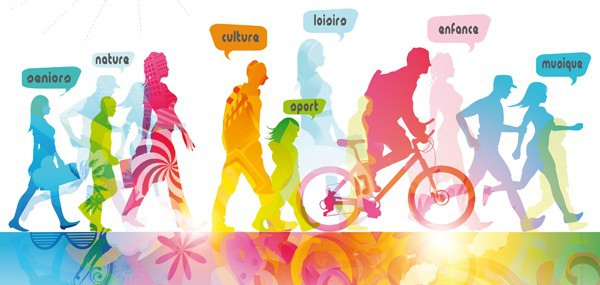 seniors
nature
culture
sport
loisirs
enfance
musique